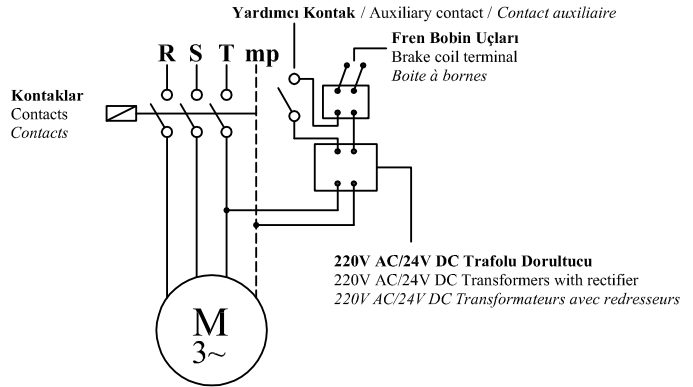 Yardımcı Kontak / Auxiliary contact / Contact auxiliaire
Fren Bobin Uçları
Brake coil terminal
Boite à bornes
R S T mp
Kontaklar
Contacts
Contacts
220V AC/24V DC Trafolu Dorultucu
220V AC/24V DC Transformers with rectifier
220V AC/24V DC Transformateurs avec redresseurs
M
3~